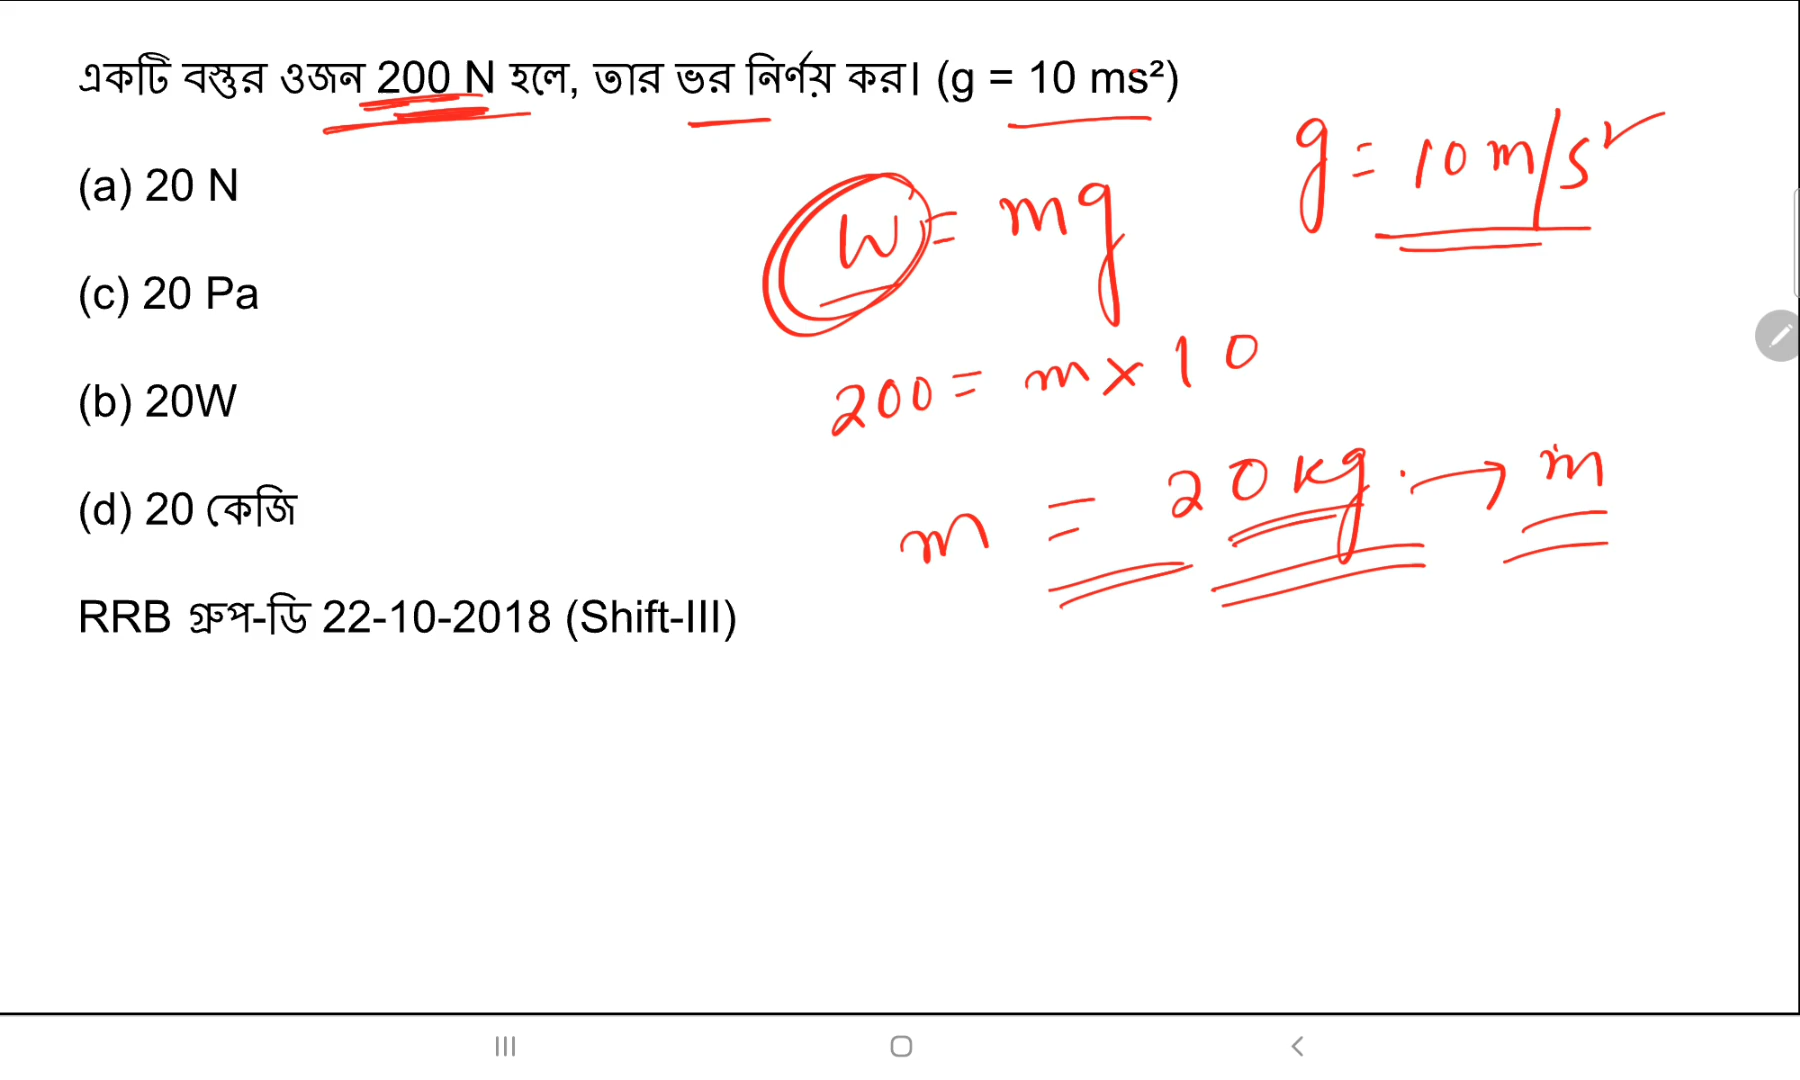 একটি বস্তুর ওজন 200 N হলে, তার ভর নির্ণয় কর। (g = 10 ms²)
g = 10 m/s²
(a) 20 N
W = mg
(c) 20 Pa
200 = m × 10
(b) 20W
m = 20 kg. → m
(d) 20 কেজি
RRB গ্রুপ-ডি 22-10-2018 (Shift-III)